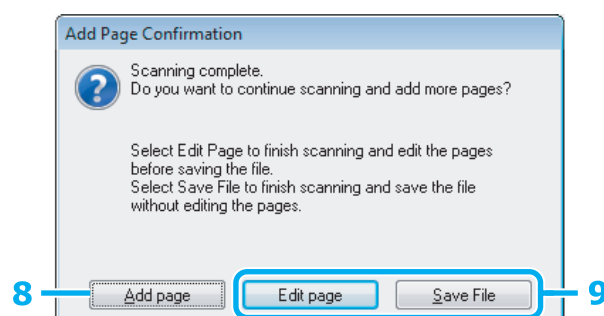 Add Page Confirmation
Scanning complete.
Do you want to continue scanning and add more pages?
Select Edit Page to finish scanning and edit the pages
before saving the file.
Select Save File to finish scanning and save the file
without editing the pages.
8 Add page Edit page Save File 9